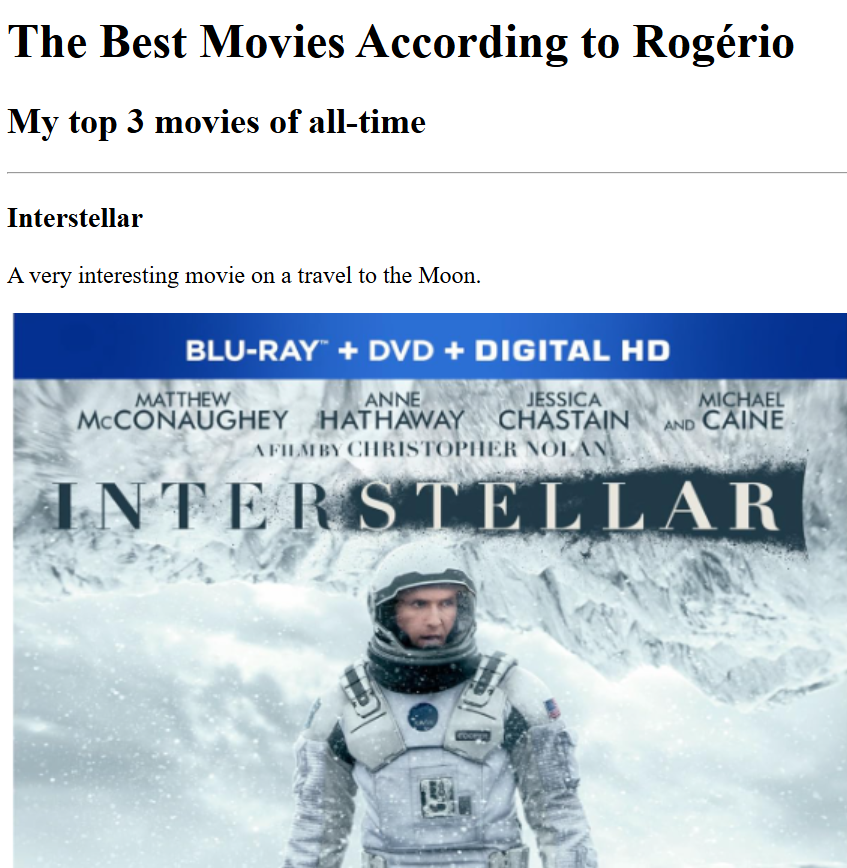 The Best Movies According to Rogério
My top 3 movies of all-time
Interstellar
A very interesting movie on a travel to the Moon.
BLU-RAY™ + DVD + DIGITAL HD
MATTHEW McCONAUGHEY
ANNE HATHAWAY
JESSICA CHASTAIN
AND MICHAEL CAINE
A FILM BY CHRISTOPHER NOLAN
INTERSTELLAR